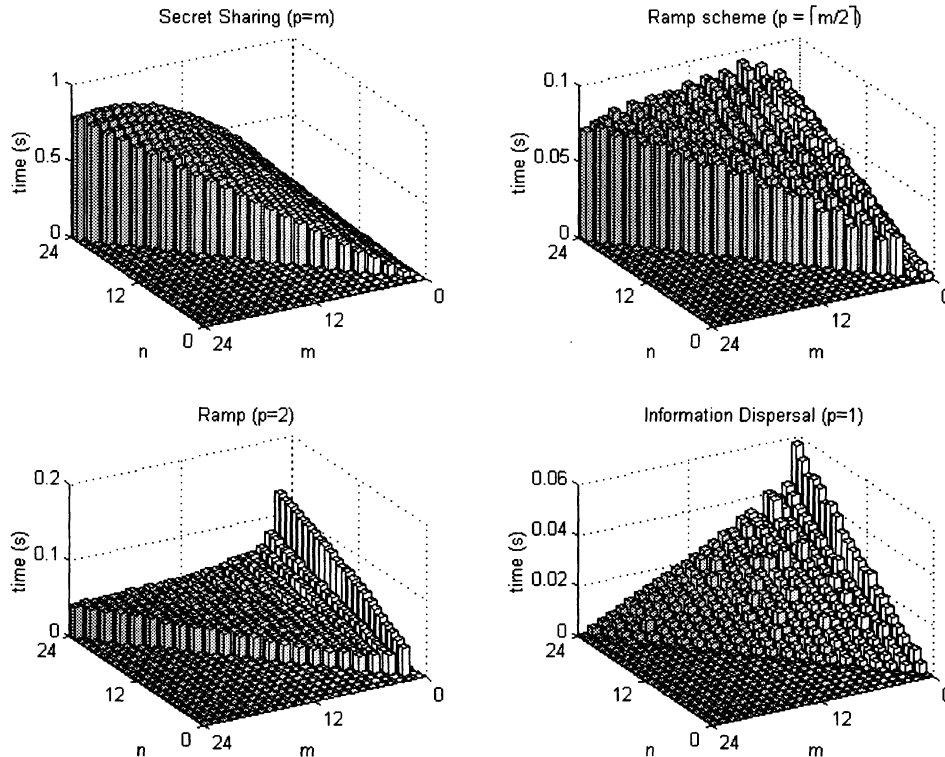 Secret Sharing (p=m)
1
0.5
0
time (s)
24
12
0
n
24
12
0
m
Ramp scheme (p = ⌈m/2⌉)
0.1
0.05
0
time (s)
24
12
0
n
24
12
0
m
Ramp (p=2)
0.2
0.1
0
time (s)
24
12
0
n
24
12
0
m
Information Dispersal (p=1)
0.06
0.04
0.02
0
time (s)
24
12
0
n
24
12
0
m